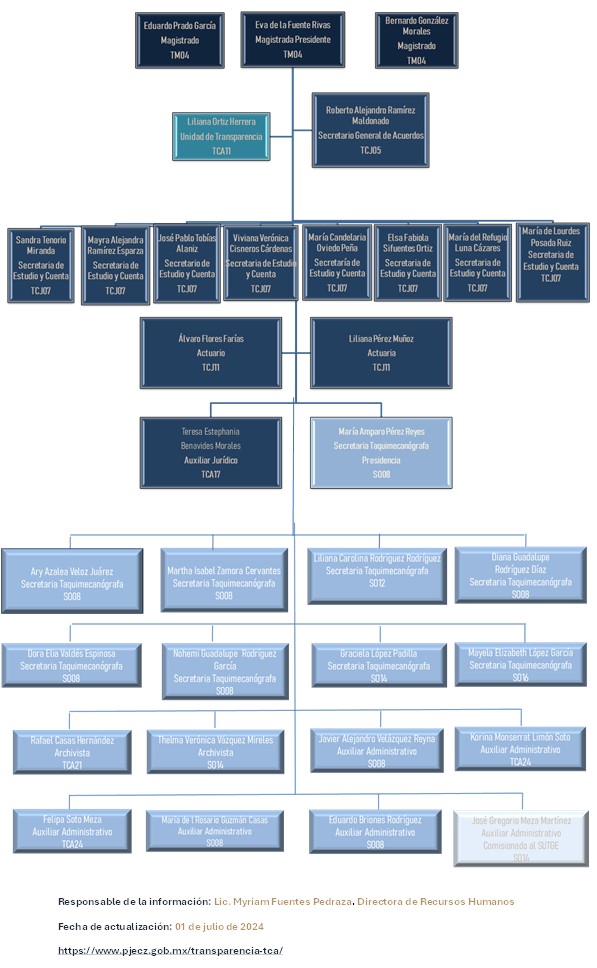 Eduardo Prado García
Magistrado
TM04
Eva de la Fuente Rivas
Magistrada Presidente
TM04
Bernardo González
Morales
Magistrado
TM04
Liliana Ortiz Herrera
Unidad de Transparencia
TCA11
Roberto Alejandro Ramírez
Maldonado
Secretario General de Acuerdos
TCJ05
Sandra Tenorio
Miranda
Secretaria de
Estudio y Cuenta
TCJ07
Mayra Alejandra
Ramírez Esparza
Secretaria de
Estudio y Cuenta
TCJ07
José Pablo Tobías
Alaniz
Secretario de
Estudio y Cuenta
TCJ07
Viviana Verónica
Cisneros Cárdenas
Secretaria de Estudio
y Cuenta
TCJ07
María Candelaria
Oviedo Peña
Secretaría de
Estudio y Cuenta
TCJ07
Elsa Fabiola
Sifuentes Ortiz
Secretaria de
Estudio y Cuenta
TCJ07
María del Refugio
Luna Cázares
Secretaria de
Estudio y Cuenta
TCJ07
María de Lourdes
Posada Ruiz
Secretaria de
Estudio y Cuenta
TCJ07
Álvaro Flores Farías
Actuario
TCJ11
Liliana Pérez Muñoz
Actuaria
TCJ11
Teresa Estephania
Benavides Morales
Auxiliar Jurídico
TCA17
María Amparo Pérez Reyes
Secretaria Taquimecanógrafa
Presidencia
S008
Ary Azalea Veloz Juárez
Secretaria Taquimecanógrafa
S008
Martha Isabel Zamora Cervantes
Secretaria Taquimecanógrafa
S008
Liliana Carolina Rodríguez Rodríguez
Secretaria Taquimecanógrafa
S012
Diana Guadalupe
Rodríguez Díaz
Secretaria Taquimecanógrafa
S008
Dora Elia Valdés Espinosa
Secretaria Taquimecanógrafa
S008
Nohemi Guadalupe Rodríguez
García
Secretaria Taquimecanógrafa
S008
Graciela López Padilla
Secretaria Taquimecanógrafa
S014
Mayela Elizabeth López García
Secretaria Taquimecanógrafa
S016
Rafael Casas Hernández
Archivista
TCA21
Thelma Verónica Vázquez Mireles
Archivista
S014
Javier Alejandro Velázquez Reyna
Auxiliar Administrativo
S008
Korina Monserrat Limón Soto
Auxiliar Administrativo
TCA24
Felipa Soto Meza
Auxiliar Administrativo
TCA24
María de l Rosario Guzmán Casas
Auxiliar Administrativo
S008
Eduardo Briones Rodríguez
Auxiliar Administrativo
S008
José Gregorio Meza Martínez
Auxiliar Administrativo
Comisionado al SUTGE
S014
Responsable de la información: Lic. Myriam Fuentes Pedraza. Directora de Recursos Humanos
Fecha de actualización: 01 de julio de 2024
https://www.pjecz.gob.mx/transparencia-tca/